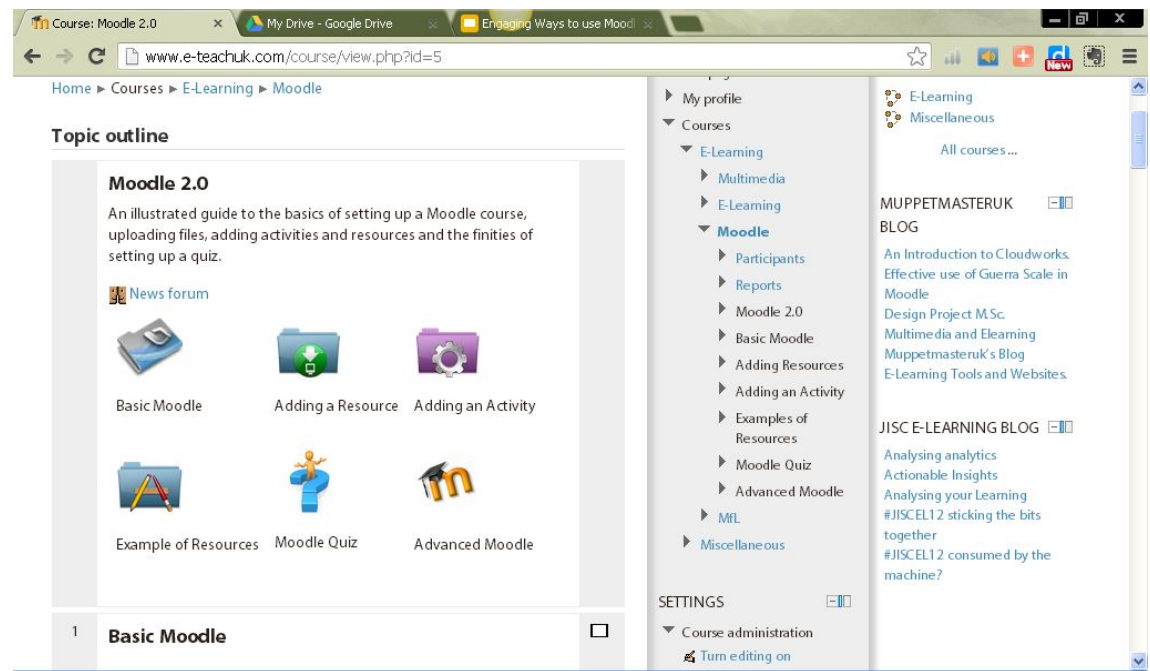 Course: Moodle 2.0
My Drive - Google Drive
Engaging Ways to use Mood
www.e-teachuk.com/course/view.php?id=5
New
Home ► Courses ► E-Learning ► Moodle
Topic outline
Moodle 2.0
An illustrated guide to the basics of setting up a Moodle course,
uploading files, adding activities and resources and the finities of
setting up a quiz.
News forum
Basic Moodle
Adding a Resource
Adding an Activity
Example of Resources
Moodle Quiz
Advanced Moodle
1
Basic Moodle
My profile
Courses
E-Learning
Multimedia
E-Learning
Moodle
Participants
Reports
Moodle 2.0
Basic Moodle
Adding Resources
Adding an Activity
Examples of
Resources
Moodle Quiz
Advanced Moodle
MfL
Miscellaneous
SETTINGS
Course administration
Turn editing on
E-Learning
Miscellaneous
All courses ...
MUPPETMASTERUK
BLOG
An Introduction to Cloudworks.
Effective use of Guerra Scale in
Moodle
Design Project M.Sc.
Multimedia and Elearning
Muppetmasteruk's Blog
E-Learning Tools and Websites.
JISC E-LEARNING BLOG
Analysing analytics
Actionable Insights
Analysing your Learning
#JISCEL12 sticking the bits
together
#JISCEL12 consumed by the
machine?